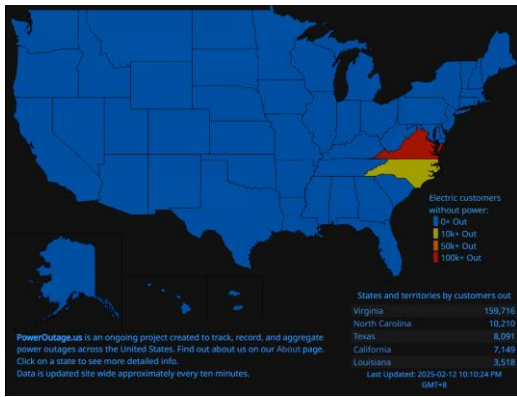 Electric customers
without power:
0+ Out
10k+ Out
50k+ Out
100k+ Out
States and territories by customers out
Virginia 159,716
North Carolina 10,210
Texas 8,091
California 7,149
Louisiana 3,518
Last Updated: 2025-02-12 10:10:24 PM
GMT+8
PowerOutage.us is an ongoing project created to track, record, and aggregate
power outages across the United States. Find out about us on our About page.
Click on a state to see more detailed info.
Data is updated site wide approximately every ten minutes.